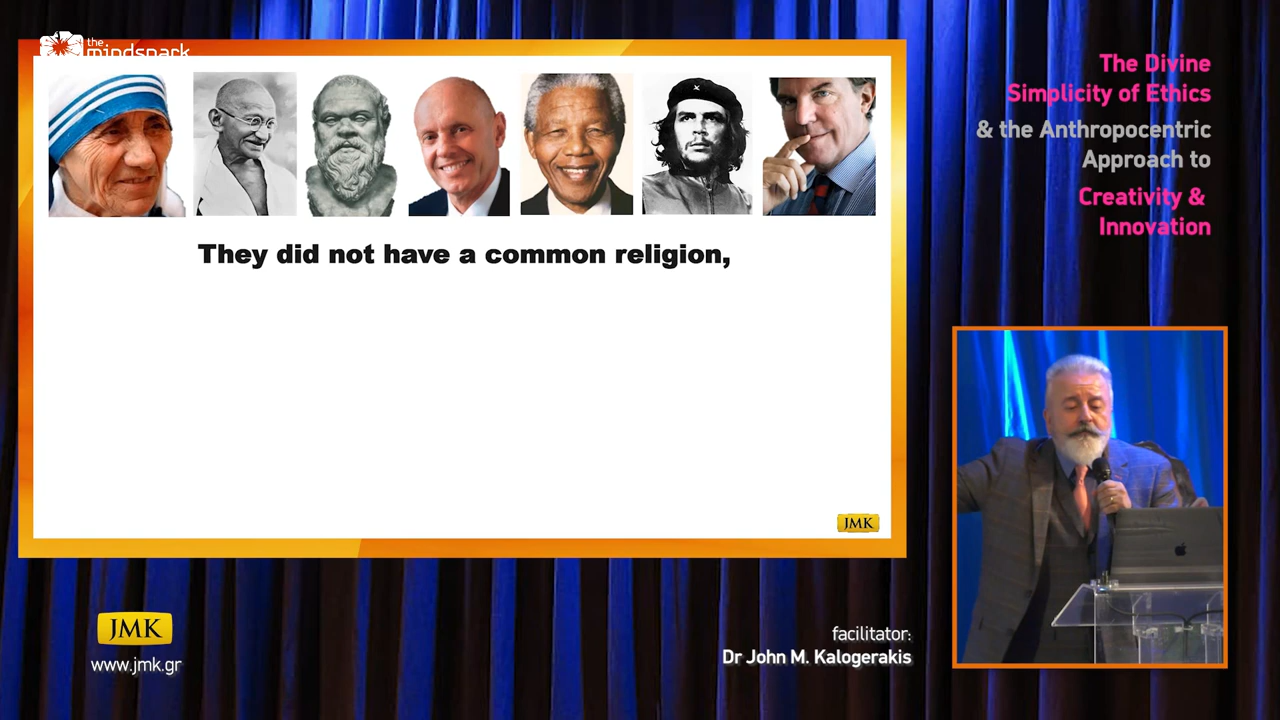 the
mindspark
They did not have a common religion,
JMK
The Divine
Simplicity of Ethics
& the Anthropocentric
Approach to
Creativity &
Innovation
JMK
www.jmk.gr
facilitator:
Dr John M. Kalogerakis